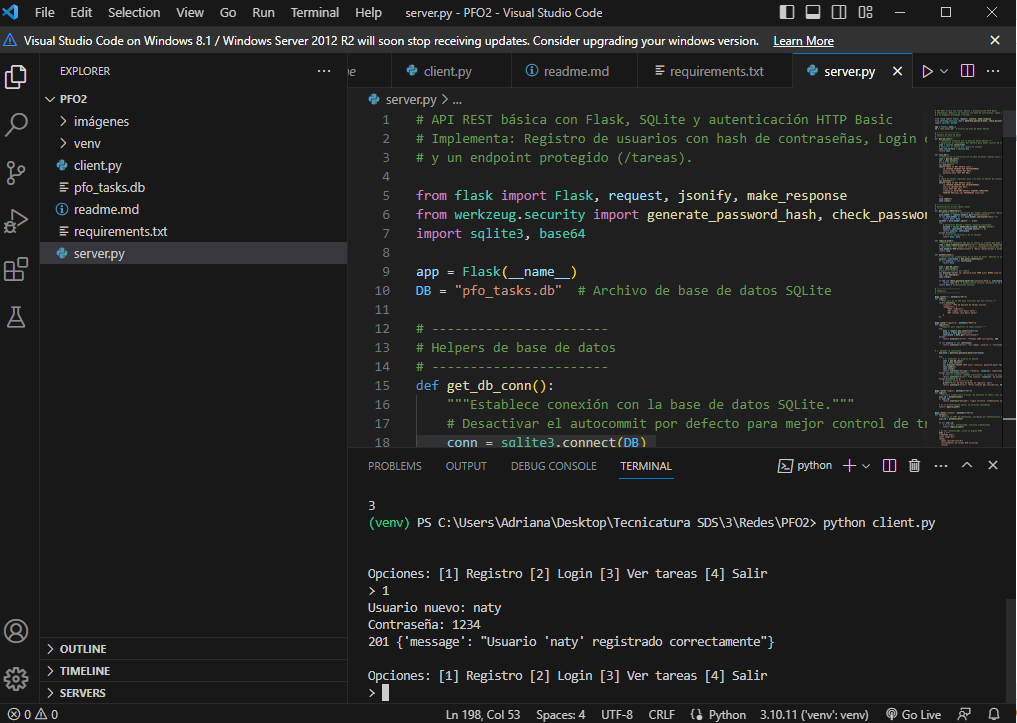 File Edit Selection View Go Run Terminal Help server.py - PFO2 - Visual Studio Code
Visual Studio Code on Windows 8.1 / Windows Server 2012 R2 will soon stop receiving updates. Consider upgrading your windows version. Learn More
EXPLORER
PFO2
imágenes
venv
client.py
pfo_tasks.db
readme.md
requirements.txt
server.py
OUTLINE
TIMELINE
SERVERS
client.py readme.md requirements.txt server.py
server.py > ...
1 # API REST básica con Flask, SQLite y autenticación HTTP Basic
2 # Implementa: Registro de usuarios con hash de contraseñas, Login
3 # y un endpoint protegido (/tareas).
4
5 from flask import Flask, request, jsonify, make_response
6 from werkzeug.security import generate_password_hash, check_passwor
7 import sqlite3, base64
8
9 app = Flask(__name__)
10 DB = "pfo_tasks.db" # Archivo de base de datos SQLite
11
12 # -----------------------
13 # Helpers de base de datos
14 # -----------------------
15 def get_db_conn():
16 """Establece conexión con la base de datos SQLite."""
17 # Desactivar el autocommit por defecto para mejor control de tr
18 conn = sqlite3.connect(DB)
PROBLEMS OUTPUT DEBUG CONSOLE TERMINAL python
3
(venv) PS C:\Users\Adriana\Desktop\Tecnicatura SDS\3\Redes\PFO2> python client.py
Opciones: [1] Registro [2] Login [3] Ver tareas [4] Salir
> 1
Usuario nuevo: naty
Contraseña: 1234
201 {'message': "Usuario 'naty' registrado correctamente"}
Opciones: [1] Registro [2] Login [3] Ver tareas [4] Salir
>
0 0 Ln 198, Col 53 Spaces: 4 UTF-8 CRLF Python 3.10.11 ('venv': venv) Go Live